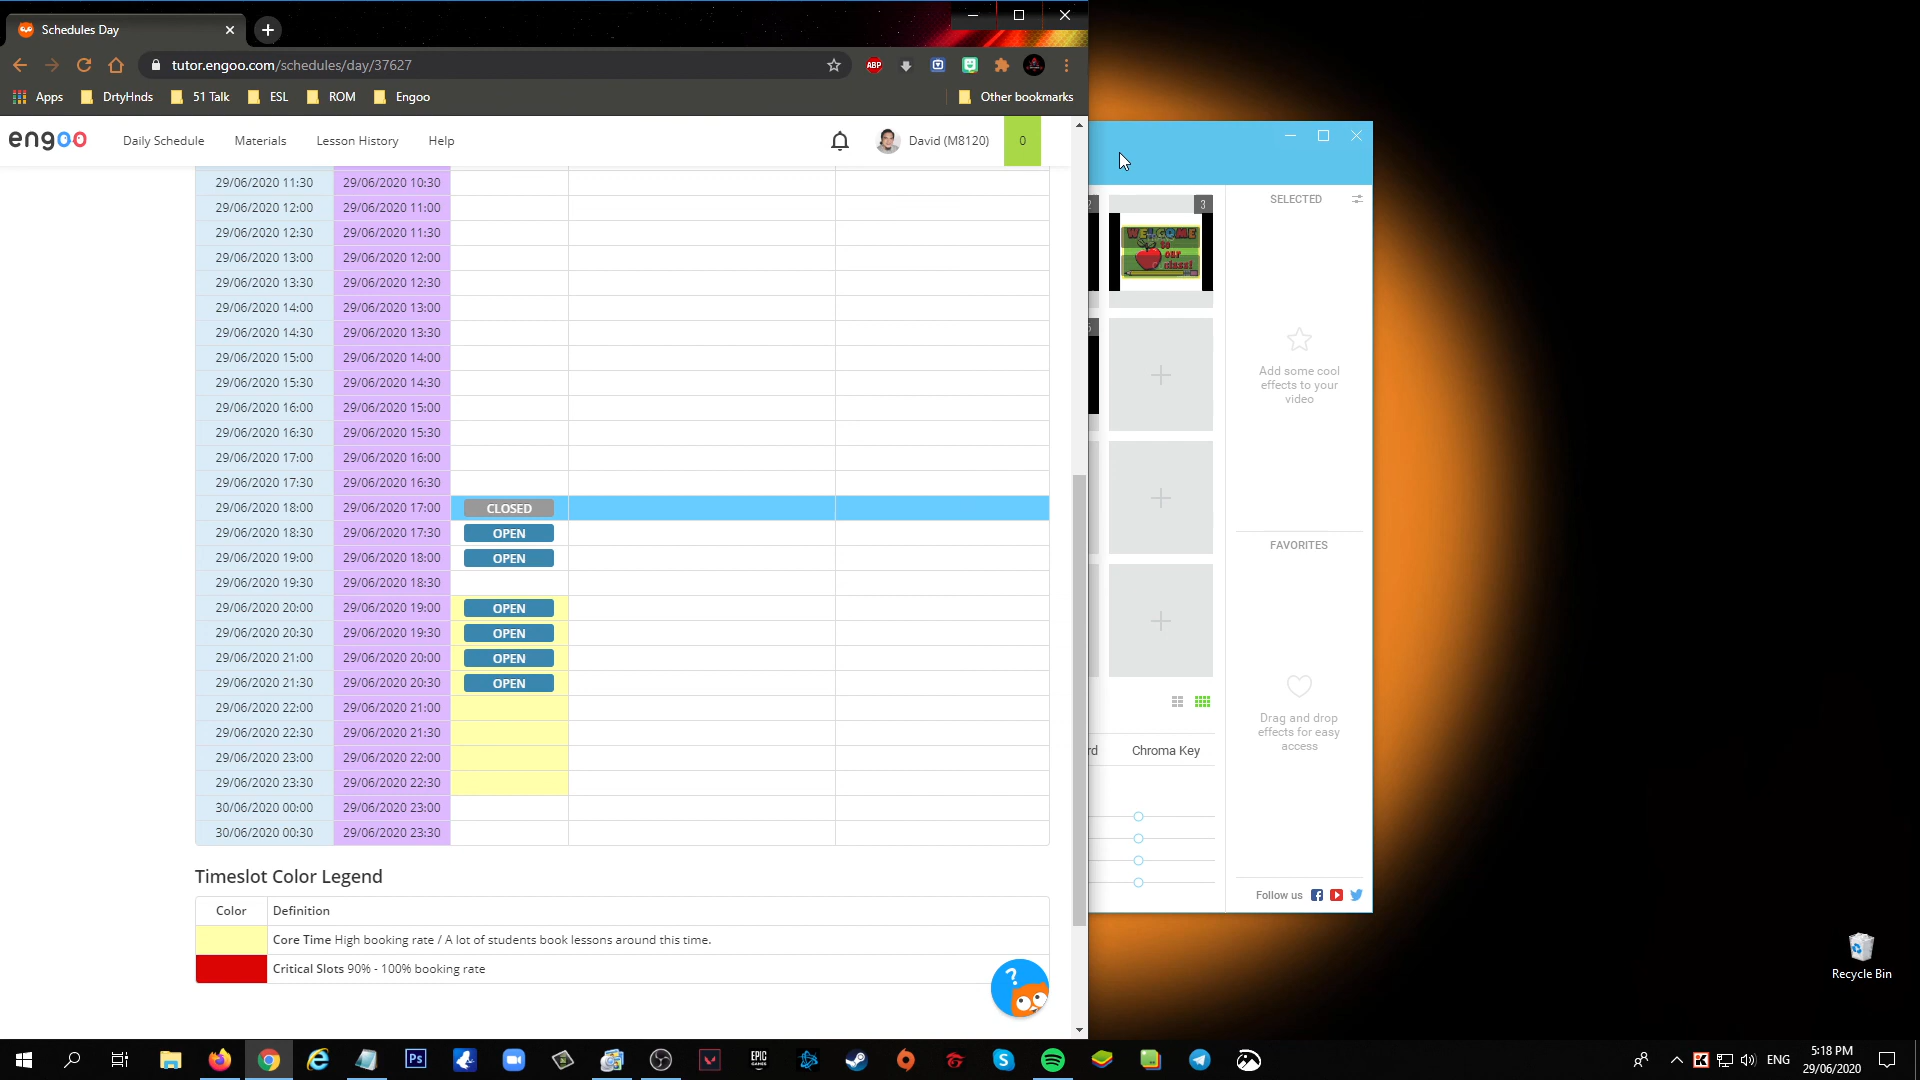 Schedules Day
tutor.engoo.com/schedules/day/37627
ABP
Apps DrtyHnds 51 Talk ESL ROM Engoo Other bookmarks
engoo Daily Schedule Materials Lesson History Help David (M8120) 0
29/06/2020 11:30 29/06/2020 10:30
29/06/2020 12:00 29/06/2020 11:00
29/06/2020 12:30 29/06/2020 11:30
29/06/2020 13:00 29/06/2020 12:00
29/06/2020 13:30 29/06/2020 12:30
29/06/2020 14:00 29/06/2020 13:00
29/06/2020 14:30 29/06/2020 13:30
29/06/2020 15:00 29/06/2020 14:00
29/06/2020 15:30 29/06/2020 14:30
29/06/2020 16:00 29/06/2020 15:00
29/06/2020 16:30 29/06/2020 15:30
29/06/2020 17:00 29/06/2020 16:00
29/06/2020 17:30 29/06/2020 16:30
29/06/2020 18:00 29/06/2020 17:00 CLOSED
29/06/2020 18:30 29/06/2020 17:30 OPEN
29/06/2020 19:00 29/06/2020 18:00 OPEN
29/06/2020 19:30 29/06/2020 18:30
29/06/2020 20:00 29/06/2020 19:00 OPEN
29/06/2020 20:30 29/06/2020 19:30 OPEN
29/06/2020 21:00 29/06/2020 20:00 OPEN
29/06/2020 21:30 29/06/2020 20:30 OPEN
29/06/2020 22:00 29/06/2020 21:00
29/06/2020 22:30 29/06/2020 21:30
29/06/2020 23:00 29/06/2020 22:00
29/06/2020 23:30 29/06/2020 22:30
30/06/2020 00:00 29/06/2020 23:00
30/06/2020 00:30 29/06/2020 23:30
Timeslot Color Legend
Color Definition
Core Time High booking rate / A lot of students book lessons around this time.
Critical Slots 90% - 100% booking rate
?
SELECTED
3
WELCOME
to
our
class!
Add some cool
effects to your
video
FAVORITES
Drag and drop
effects for easy
access
rd Chroma Key
Follow us
Recycle Bin
Ps
EPIC
GAMES
ENG
5:18 PM
29/06/2020